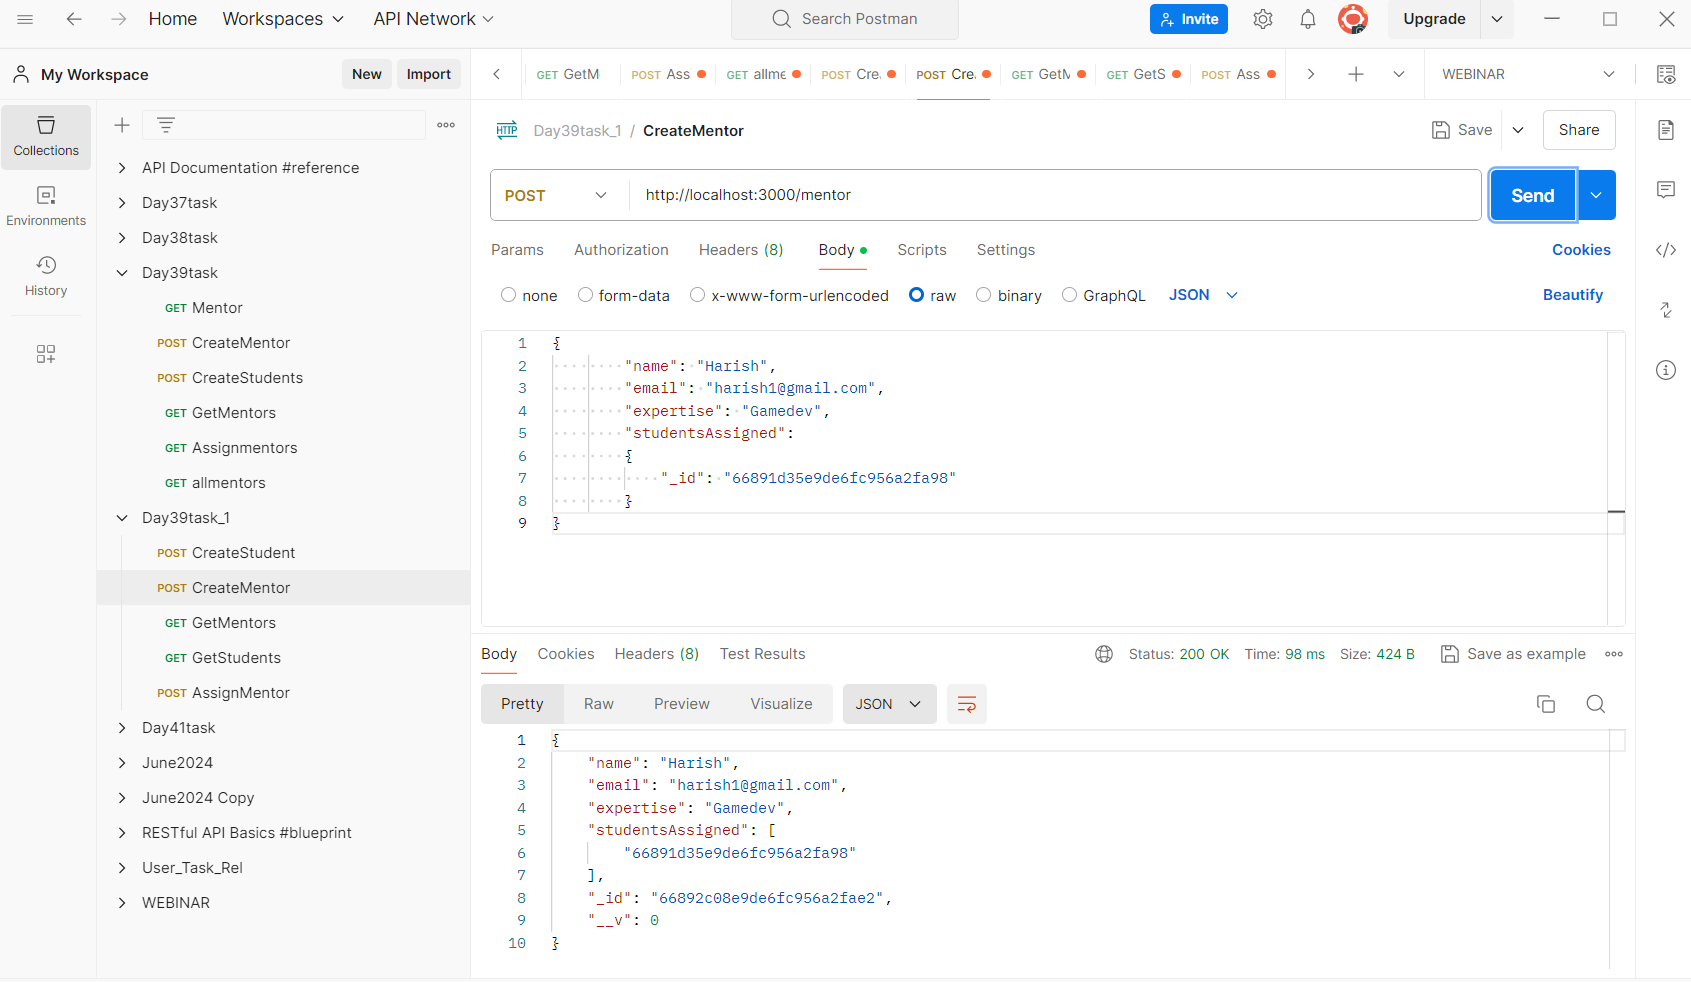 Home Workspaces API Network Search Postman Invite Upgrade
My Workspace New Import
GET GetM POST Ass GET allme POST Cre. POST Cre. GET GetM GET GetS POST Ass WEBINAR
Collections
Environments
History
API Documentation #reference
Day37task
Day38task
Day39task
GET Mentor
POST CreateMentor
POST CreateStudents
GET GetMentors
GET Assignmentors
GET allmentors
Day39task_1
POST CreateStudent
POST CreateMentor
GET GetMentors
GET GetStudents
POST AssignMentor
Day41task
June2024
June2024 Copy
RESTful API Basics #blueprint
User_Task_Rel
WEBINAR
HTTP Day39task_1 / CreateMentor Save Share
POST http://localhost:3000/mentor Send
Params Authorization Headers (8) Body Scripts Settings Cookies
none form-data x-www-form-urlencoded raw binary GraphQL JSON Beautify
1 {
2 "name": "Harish",
3 "email": "harish1@gmail.com",
4 "expertise": "Gamedev",
5 "studentsAssigned":
6 {
7 "_id": "66891d35e9de6fc956a2fa98"
8 }
9 }
Body Cookies Headers (8) Test Results Status: 200 OK Time: 98 ms Size: 424 B Save as example
Pretty Raw Preview Visualize JSON
1 {
2 "name": "Harish",
3 "email": "harish1@gmail.com",
4 "expertise": "Gamedev",
5 "studentsAssigned": [
6 "66891d35e9de6fc956a2fa98"
7 ],
8 "_id": "66892c08e9de6fc956a2fae2",
9 "__v": 0
10 }